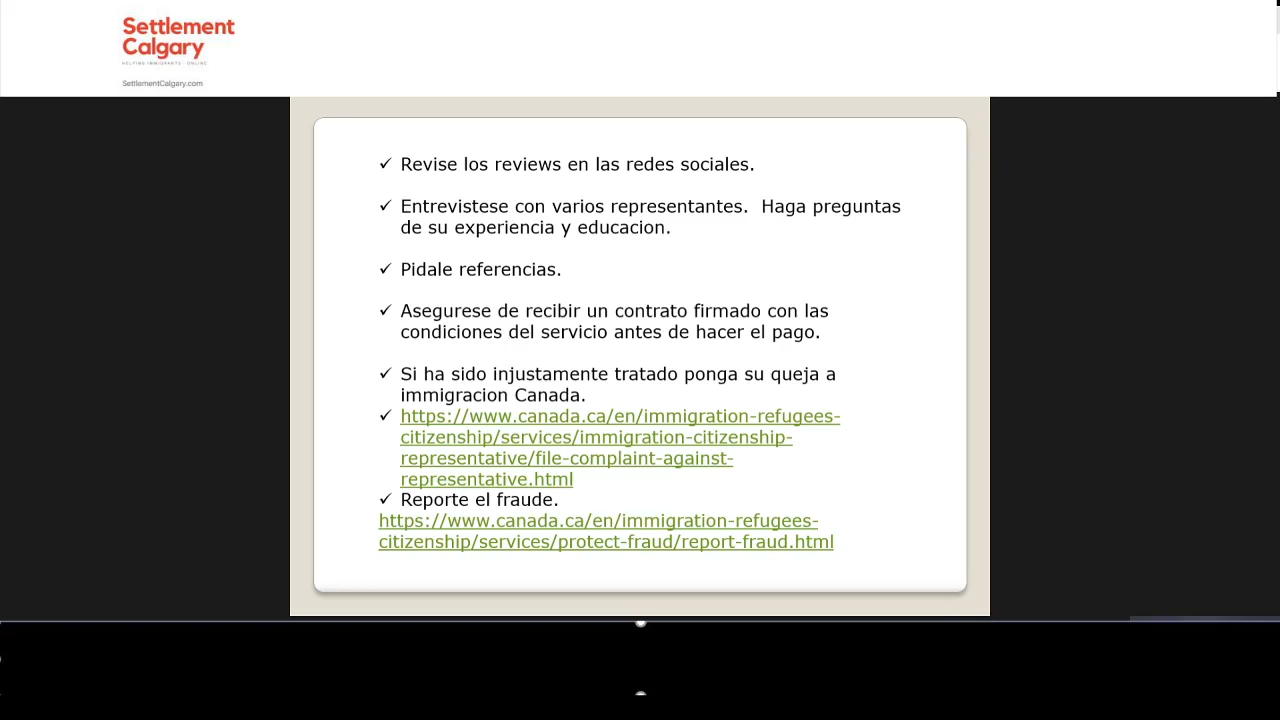 Settlement
Calgary
HELPING IMMIGRANTS - ONLINE
SettlementCalgary.com
✓ Revise los reviews en las redes sociales.
✓ Entrevistese con varios representantes.  Haga preguntas
de su experiencia y educacion.
✓ Pidale referencias.
✓ Asegurese de recibir un contrato firmado con las
condiciones del servicio antes de hacer el pago.
✓ Si ha sido injustamente tratado ponga su queja a
immigracion Canada.
✓ https://www.canada.ca/en/immigration-refugees-
citizenship/services/immigration-citizenship-
representative/file-complaint-against-
representative.html
✓ Reporte el fraude.
https://www.canada.ca/en/immigration-refugees-
citizenship/services/protect-fraud/report-fraud.html